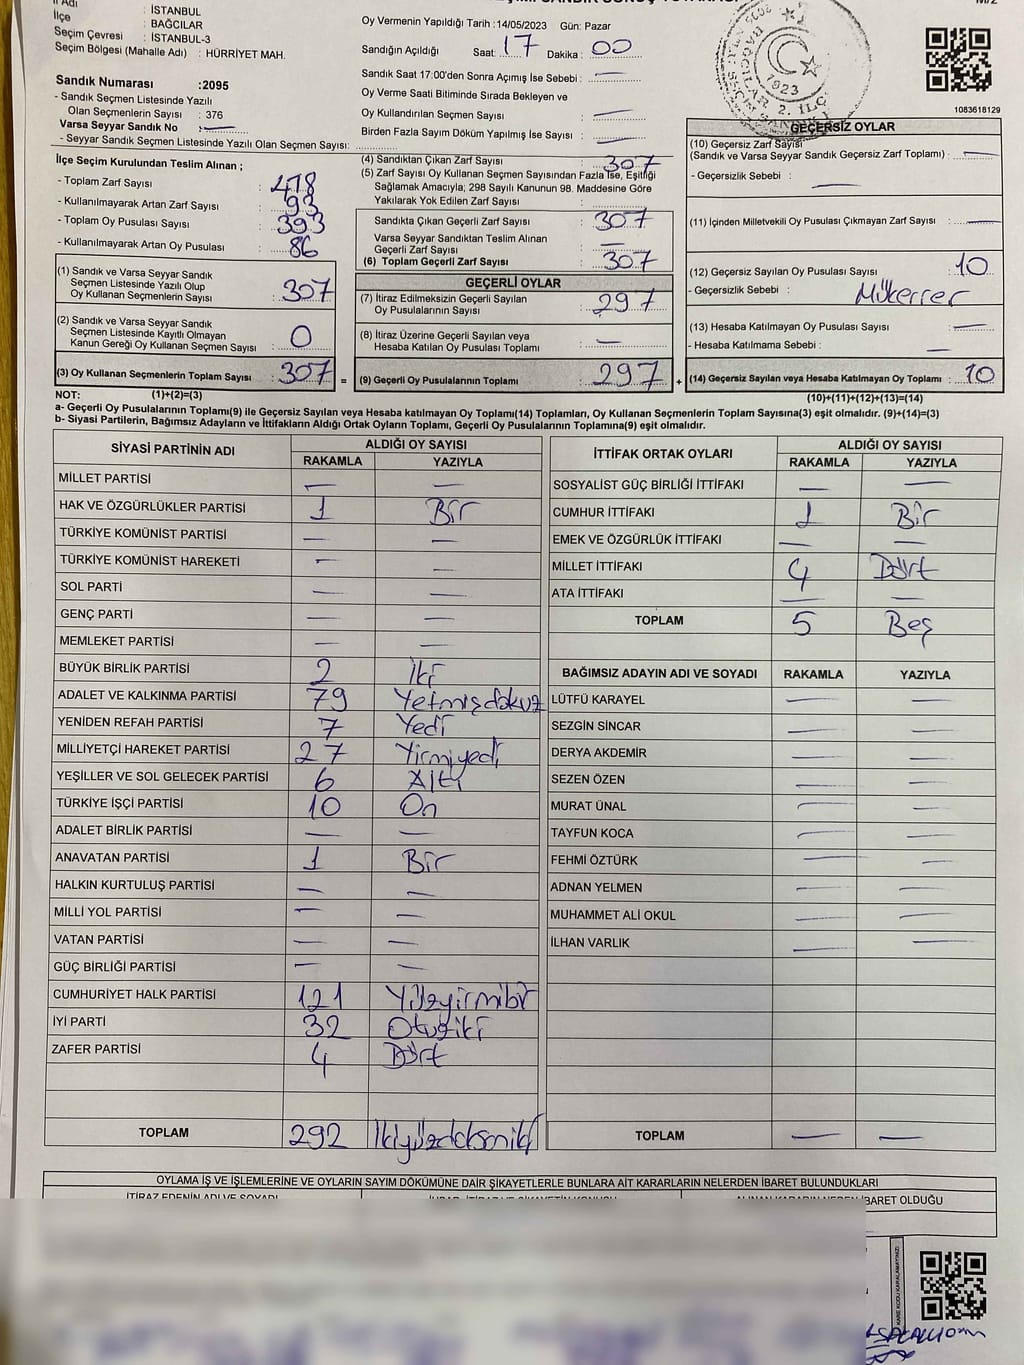 İl Adı : İSTANBUL
İlçe : BAĞCILAR
Seçim Çevresi : İSTANBUL-3
Seçim Bölgesi (Mahalle Adı) : HÜRRİYET MAH.
Sandık Numarası :2095
- Sandık Seçmen Listesinde Yazılı
Olan Seçmenlerin Sayısı : 376
Varsa Seyyar Sandık No : —
- Seyyar Sandık Seçmen Listesinde Yazılı Olan Seçmen Sayısı:
Oy Vermenin Yapıldığı Tarih :14/05/2023 Gün: Pazar
Sandığın Açıldığı Saat: 17 Dakika: 00
Sandık Saat 17:00'den Sonra Açımış İse Sebebi : —
Oy Verme Saati Bitiminde Sırada Bekleyen ve
Oy Kullandırılan Seçmen Sayısı : —
Birden Fazla Sayım Döküm Yapılmış İse Sayısı : —
M/2
1083618129
1923
BAĞCILAR 2. İLÇE
İlçe Seçim Kurulundan Teslim Alınan ;
- Toplam Zarf Sayısı : 478
- Kullanılmayarak Artan Zarf Sayısı : 93
- Toplam Oy Pusulası Sayısı : 393
- Kullanılmayarak Artan Oy Pusulası : 86
(1) Sandık ve Varsa Seyyar Sandık
Seçmen Listesinde Yazılı Olup
Oy Kullanan Seçmenlerin Sayısı : 307
(2) Sandık ve Varsa Seyyar Sandık
Seçmen Listesinde Kayıtlı Olmayan
Kanun Gereği Oy Kullanan Seçmen Sayısı : 0
(3) Oy Kullanan Seçmenlerin Toplam Sayısı : 307 =
(4) Sandıktan Çıkan Zarf Sayısı : 307
(5) Zarf Sayısı Oy Kullanan Seçmen Sayısından Fazla İse, Eşitliği
Sağlamak Amacıyla; 298 Sayılı Kanunun 98. Maddesine Göre
Yakılarak Yok Edilen Zarf Sayısı :
Sandıkta Çıkan Geçerli Zarf Sayısı : 307
Varsa Seyyar Sandıktan Teslim Alınan
Geçerli Zarf Sayısı : —
(6) Toplam Geçerli Zarf Sayısı : 307
GEÇERLİ OYLAR
(7) İtiraz Edilmeksizin Geçerli Sayılan
Oy Pusulalarının Sayısı : 297
(8) İtiraz Üzerine Geçerli Sayılan veya
Hesaba Katılan Oy Pusulası Toplamı : —
(9) Geçerli Oy Pusulalarının Toplamı : 297 +
GEÇERSİZ OYLAR
(10) Geçersiz Zarf Sayısı
(Sandık ve Varsa Seyyar Sandık Geçersiz Zarf Toplamı) : —
- Geçersizlik Sebebi : —
(11) İçinden Milletvekili Oy Pusulası Çıkmayan Zarf Sayısı : —
(12) Geçersiz Sayılan Oy Pusulası Sayısı : 10
- Geçersizlik Sebebi : Mükerrer
(13) Hesaba Katılmayan Oy Pusulası Sayısı : —
- Hesaba Katılmama Sebebi : —
(14) Geçersiz Sayılan veya Hesaba Katılmayan Oy Toplamı : 10
NOT: (1)+(2)=(3) (10)+(11)+(12)+(13)=(14)
a- Geçerli Oy Pusulalarının Toplamı(9) ile Geçersiz Sayılan veya Hesaba katılmayan Oy Toplamı(14) Toplamları, Oy Kullanan Seçmenlerin Toplam Sayısına(3) eşit olmalıdır. (9)+(14)=(3)
b- Siyasi Partilerin, Bağımsız Adayların ve İttifakların Aldığı Ortak Oyların Toplamı, Geçerli Oy Pusulalarının Toplamına(9) eşit olmalıdır.
SİYASİ PARTİNİN ADI ALDIĞI OY SAYISI
RAKAMLA YAZIYLA
MİLLET PARTİSİ — —
HAK VE ÖZGÜRLÜKLER PARTİSİ 1 Bir
TÜRKİYE KOMÜNİST PARTİSİ — —
TÜRKİYE KOMÜNİST HAREKETİ — —
SOL PARTİ — —
GENÇ PARTİ — —
MEMLEKET PARTİSİ — —
BÜYÜK BİRLİK PARTİSİ 2 İki
ADALET VE KALKINMA PARTİSİ 79 Yetmişdokuz
YENİDEN REFAH PARTİSİ 7 Yedi
MİLLİYETÇİ HAREKET PARTİSİ 27 Yirmiyedi
YEŞİLLER VE SOL GELECEK PARTİSİ 6 Altı
TÜRKİYE İŞÇİ PARTİSİ 10 On
ADALET BİRLİK PARTİSİ — —
ANAVATAN PARTİSİ 1 Bir
HALKIN KURTULUŞ PARTİSİ — —
MİLLİ YOL PARTİSİ — —
VATAN PARTİSİ — —
GÜÇ BİRLİĞİ PARTİSİ — —
CUMHURİYET HALK PARTİSİ 121 Yüzyirmibir
İYİ PARTİ 32 Otuziki
ZAFER PARTİSİ 4 Dört
TOPLAM 292 İkiyüzdoksaniki
İTTİFAK ORTAK OYLARI ALDIĞI OY SAYISI
RAKAMLA YAZIYLA
SOSYALIST GÜÇ BİRLİĞİ İTTİFAKI — —
CUMHUR İTTİFAKI 1 Bir
EMEK VE ÖZGÜRLÜK İTTİFAKI — —
MİLLET İTTİFAKI 4 Dört
ATA İTTİFAKI — —
TOPLAM 5 Beş
BAĞIMSIZ ADAYIN ADI VE SOYADI RAKAMLA YAZIYLA
LÜTFÜ KARAYEL — —
SEZGİN SİNCAR — —
DERYA AKDEMİR — —
SEZEN ÖZEN — —
MURAT ÜNAL — —
TAYFUN KOCA — —
FEHMİ ÖZTÜRK — —
ADNAN YELMEN — —
MUHAMMET ALİ OKUL — —
İLHAN VARLIK — —
TOPLAM — —
OYLAMA İŞ VE İŞLEMLERİNE VE OYLARIN SAYIM DÖKÜMÜNE DAİR ŞİKAYETLERLE BUNLARA AİT KARARLARIN NELERDEN İBARET BULUNDUKLARI
İTİRAZ EDENİN ADI VE SOYADI
İBARET OLDUĞU